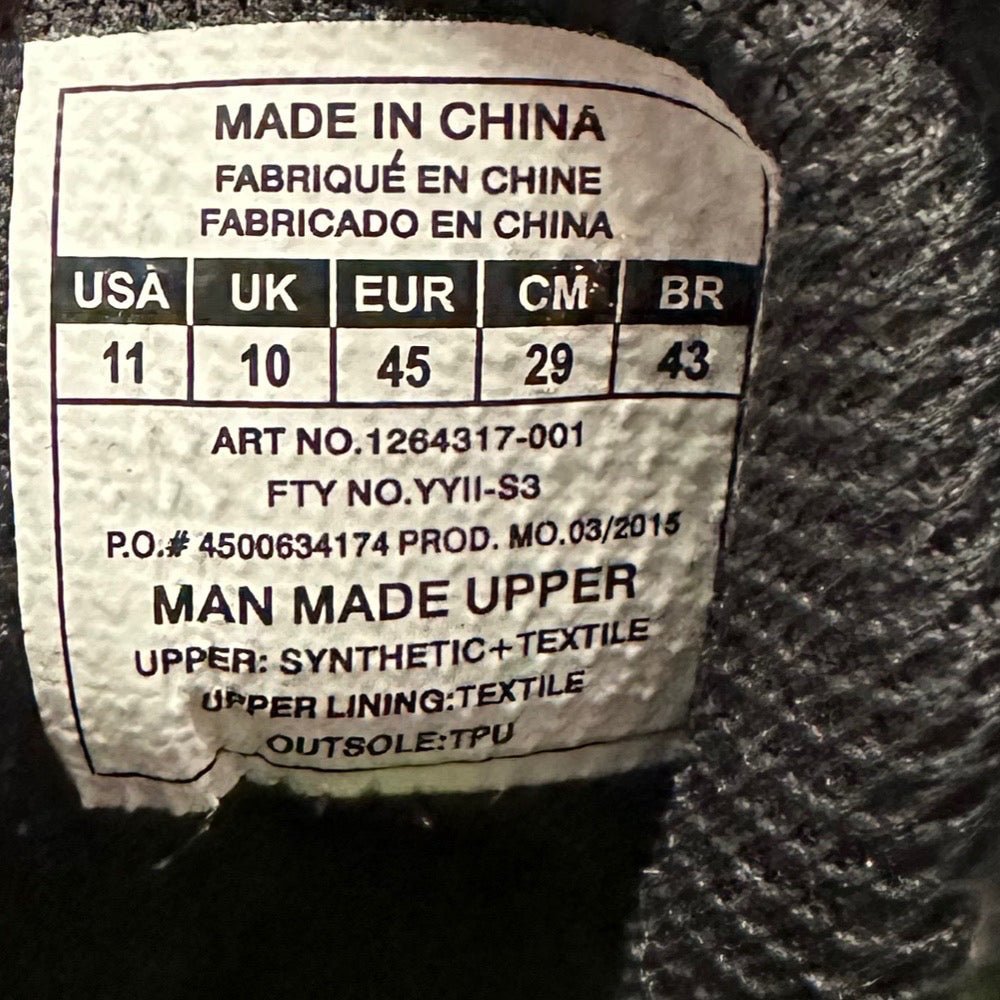 MADE IN CHINA
FABRIQUÉ EN CHINE
FABRICADO EN CHINA
USA UK EUR CM BR
11 10 45 29 43
ART NO.1264317-001
FTY NO.YYII-S3
P.O.# 4500634174 PROD. MO.03/2015
MAN MADE UPPER
UPPER: SYNTHETIC+TEXTILE
UPPER LINING:TEXTILE
OUTSOLE:TPU